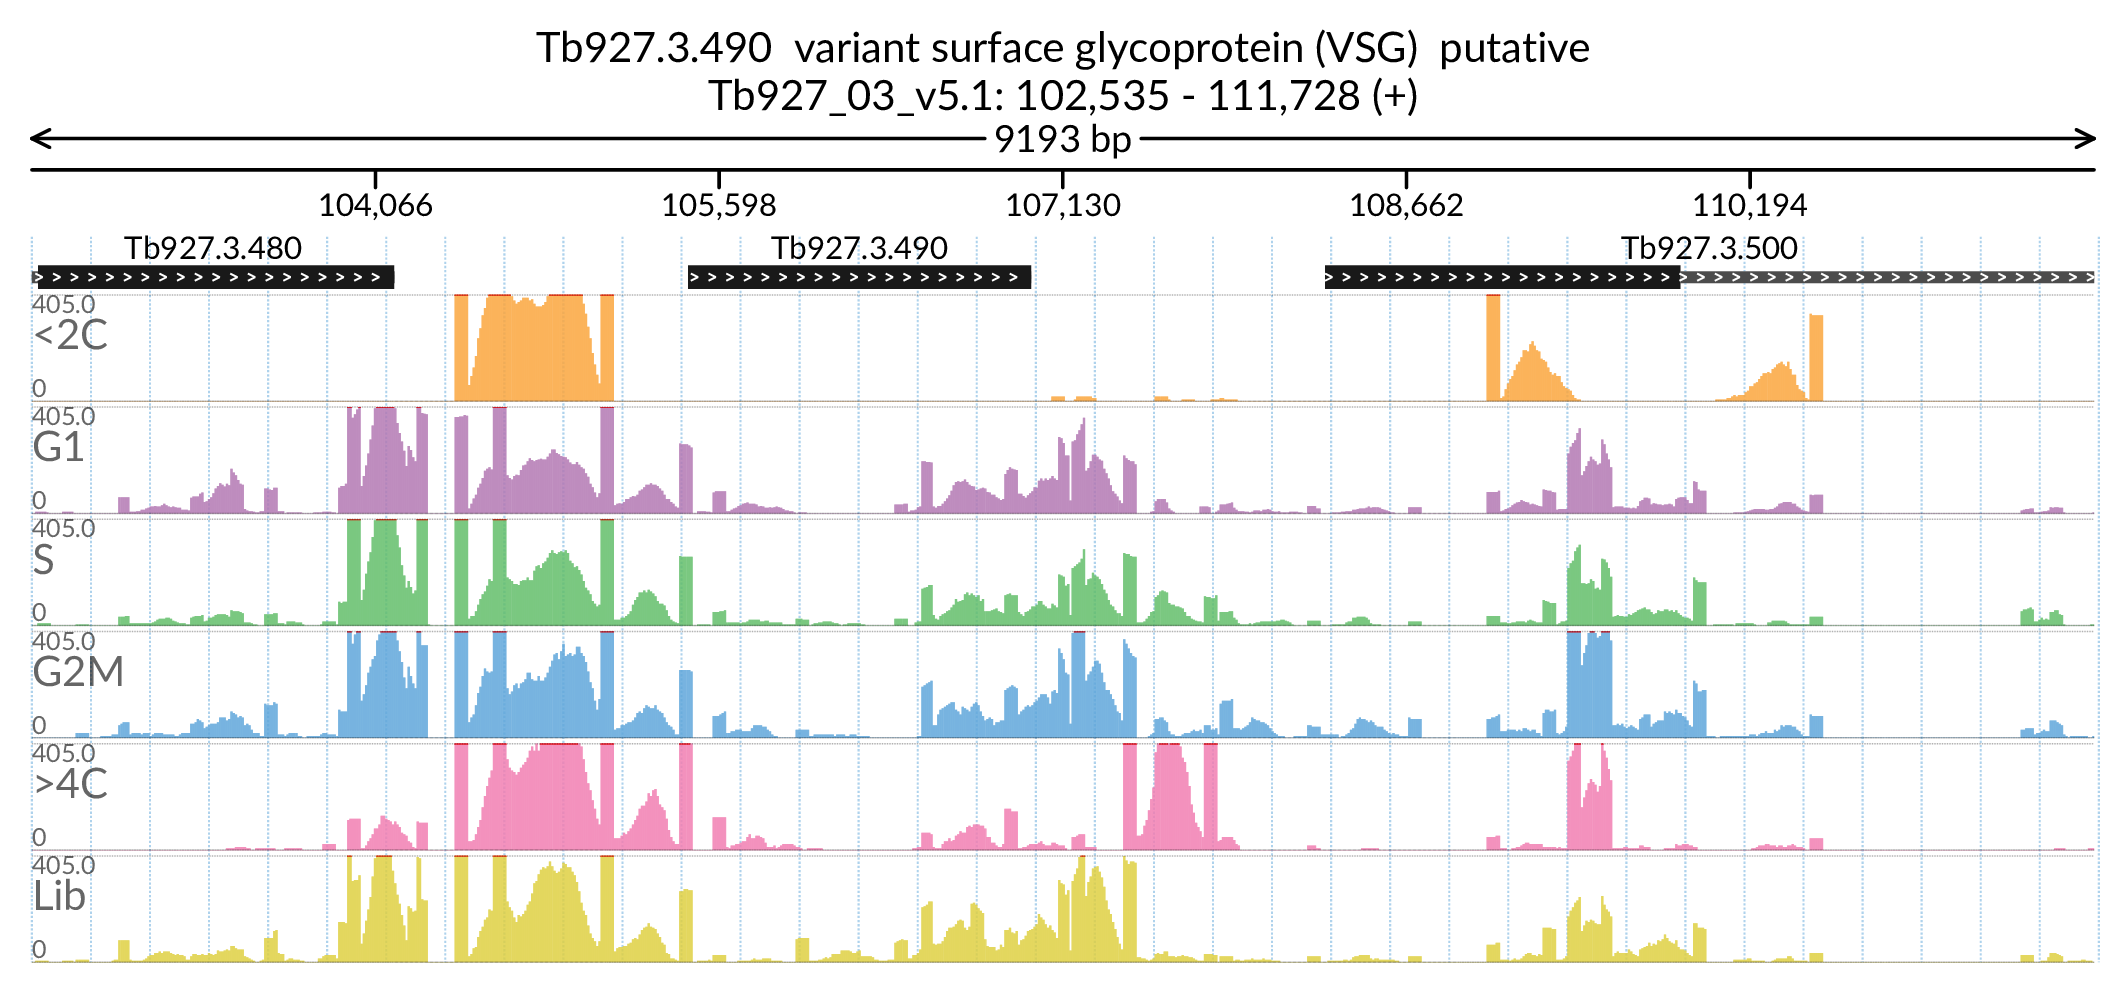 Tb927.3.490  variant surface glycoprotein (VSG)  putative
Tb927_03_v5.1: 102,535 - 111,728 (+)
9193 bp
104,066 105,598 107,130 108,662 110,194
Tb927.3.480 Tb927.3.490 Tb927.3.500
405.0
<2C
0
405.0
G1
0
405.0
S
0
405.0
G2M
0
405.0
>4C
0
405.0
Lib
0